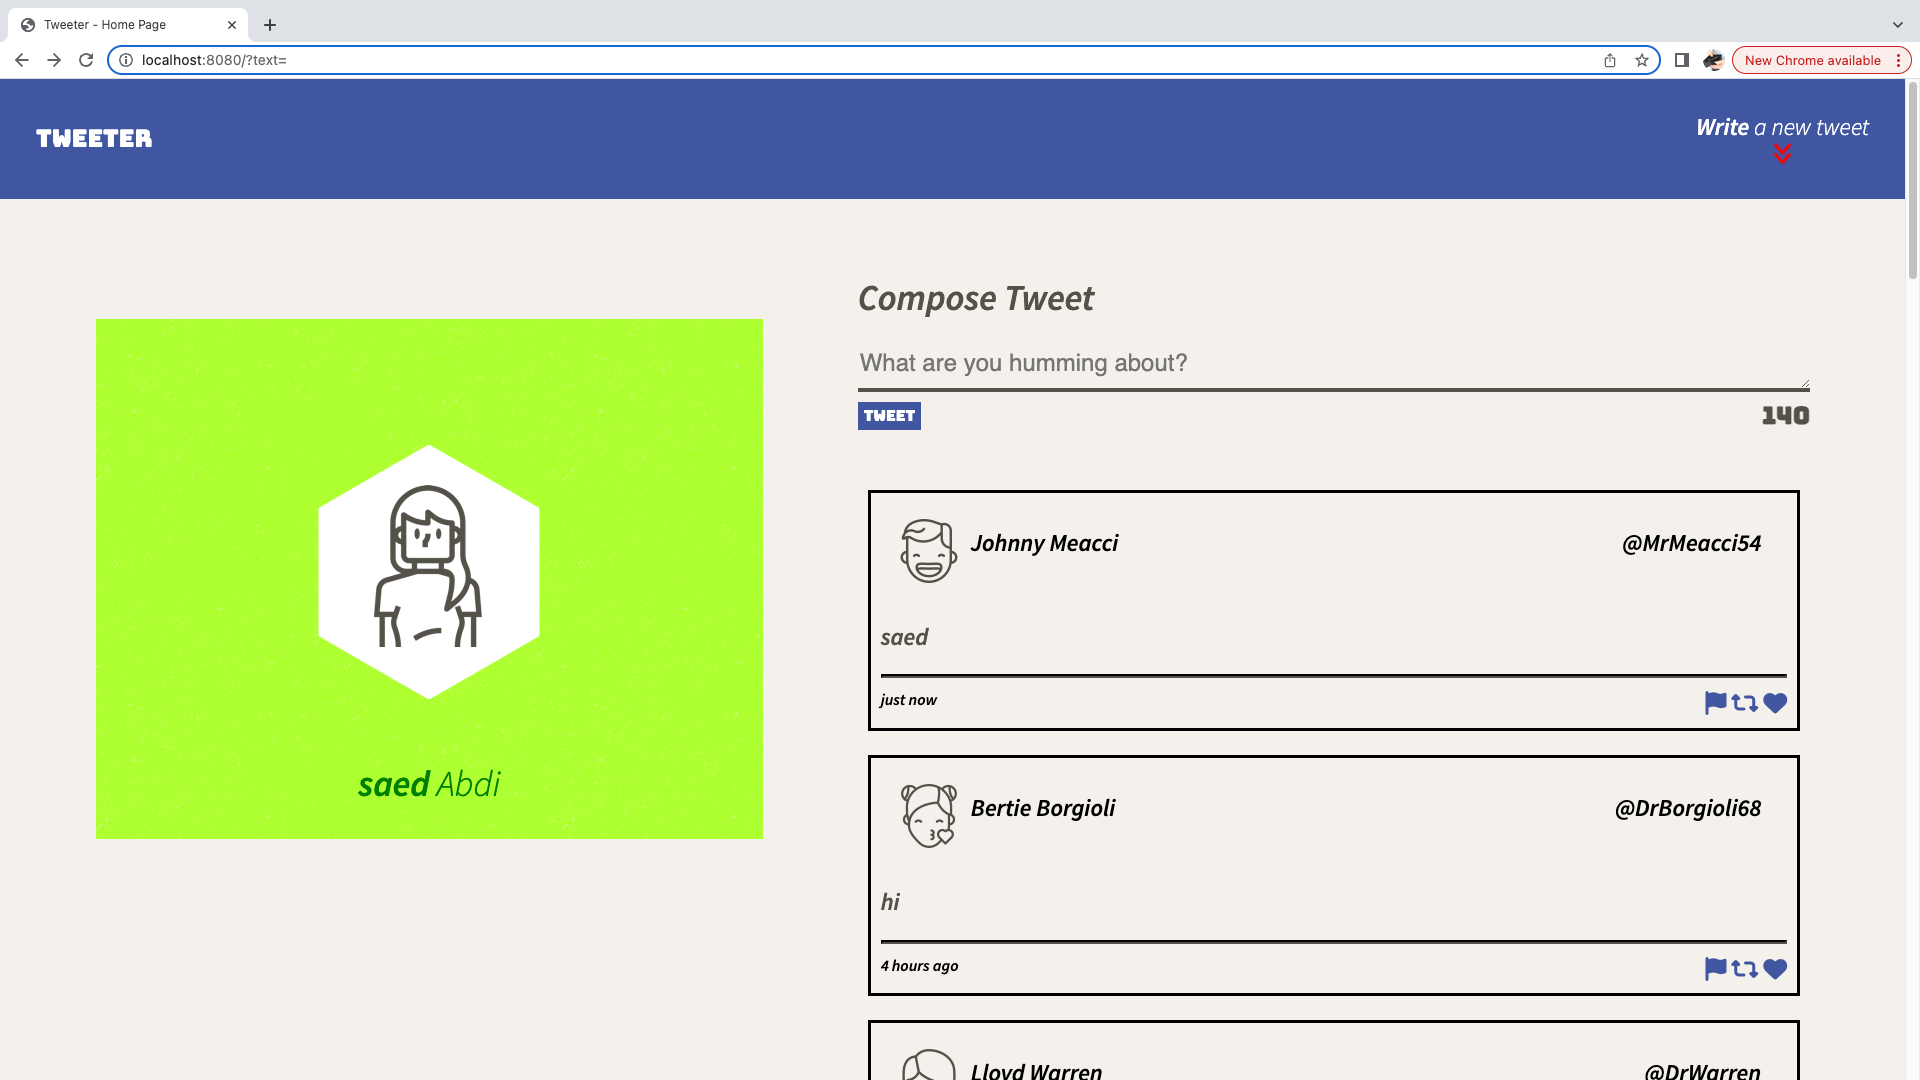 Tweeter - Home Page
localhost:8080/?text=
New Chrome available
TWEETER
Write a new tweet
Compose Tweet
What are you humming about?
TWEET
140
saed Abdi
Johnny Meacci
@MrMeacci54
saed
just now
Bertie Borgioli
@DrBorgioli68
hi
4 hours ago
Lloyd Warren
@DrWarren